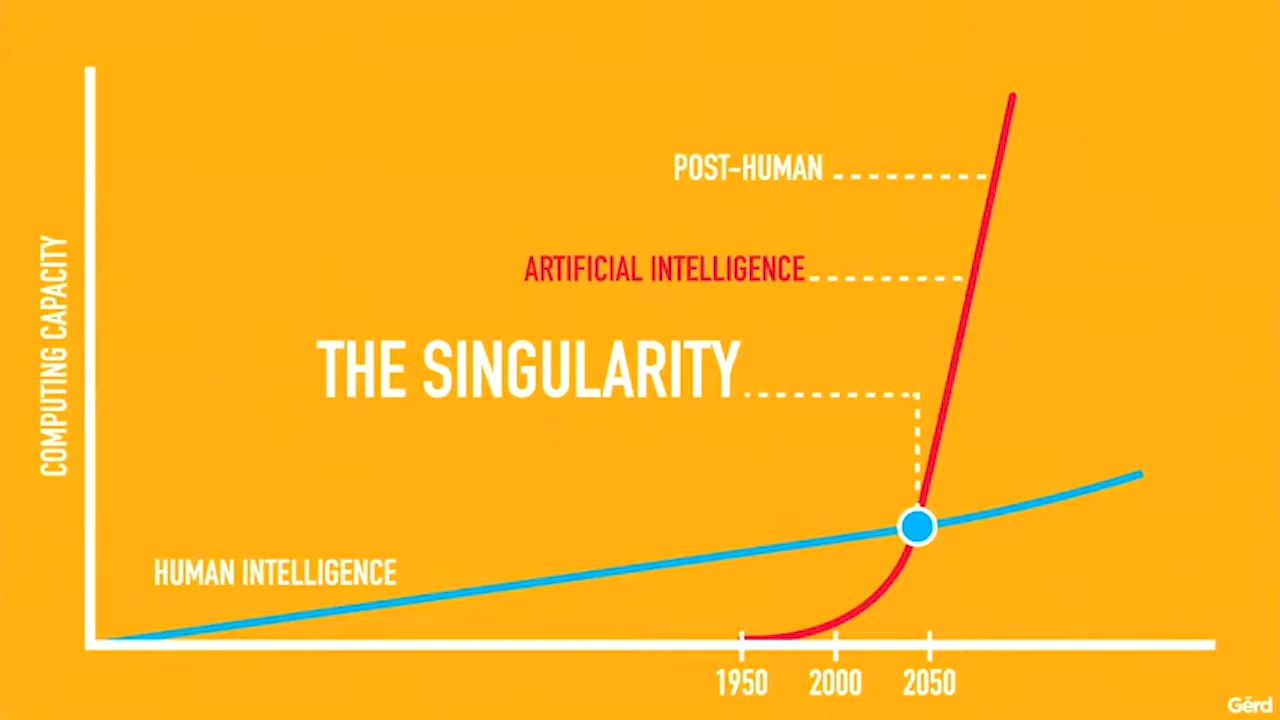 POST-HUMAN
ARTIFICIAL INTELLIGENCE
THE SINGULARITY
COMPUTING CAPACITY
HUMAN INTELLIGENCE
1950 2000 2050
Gerd